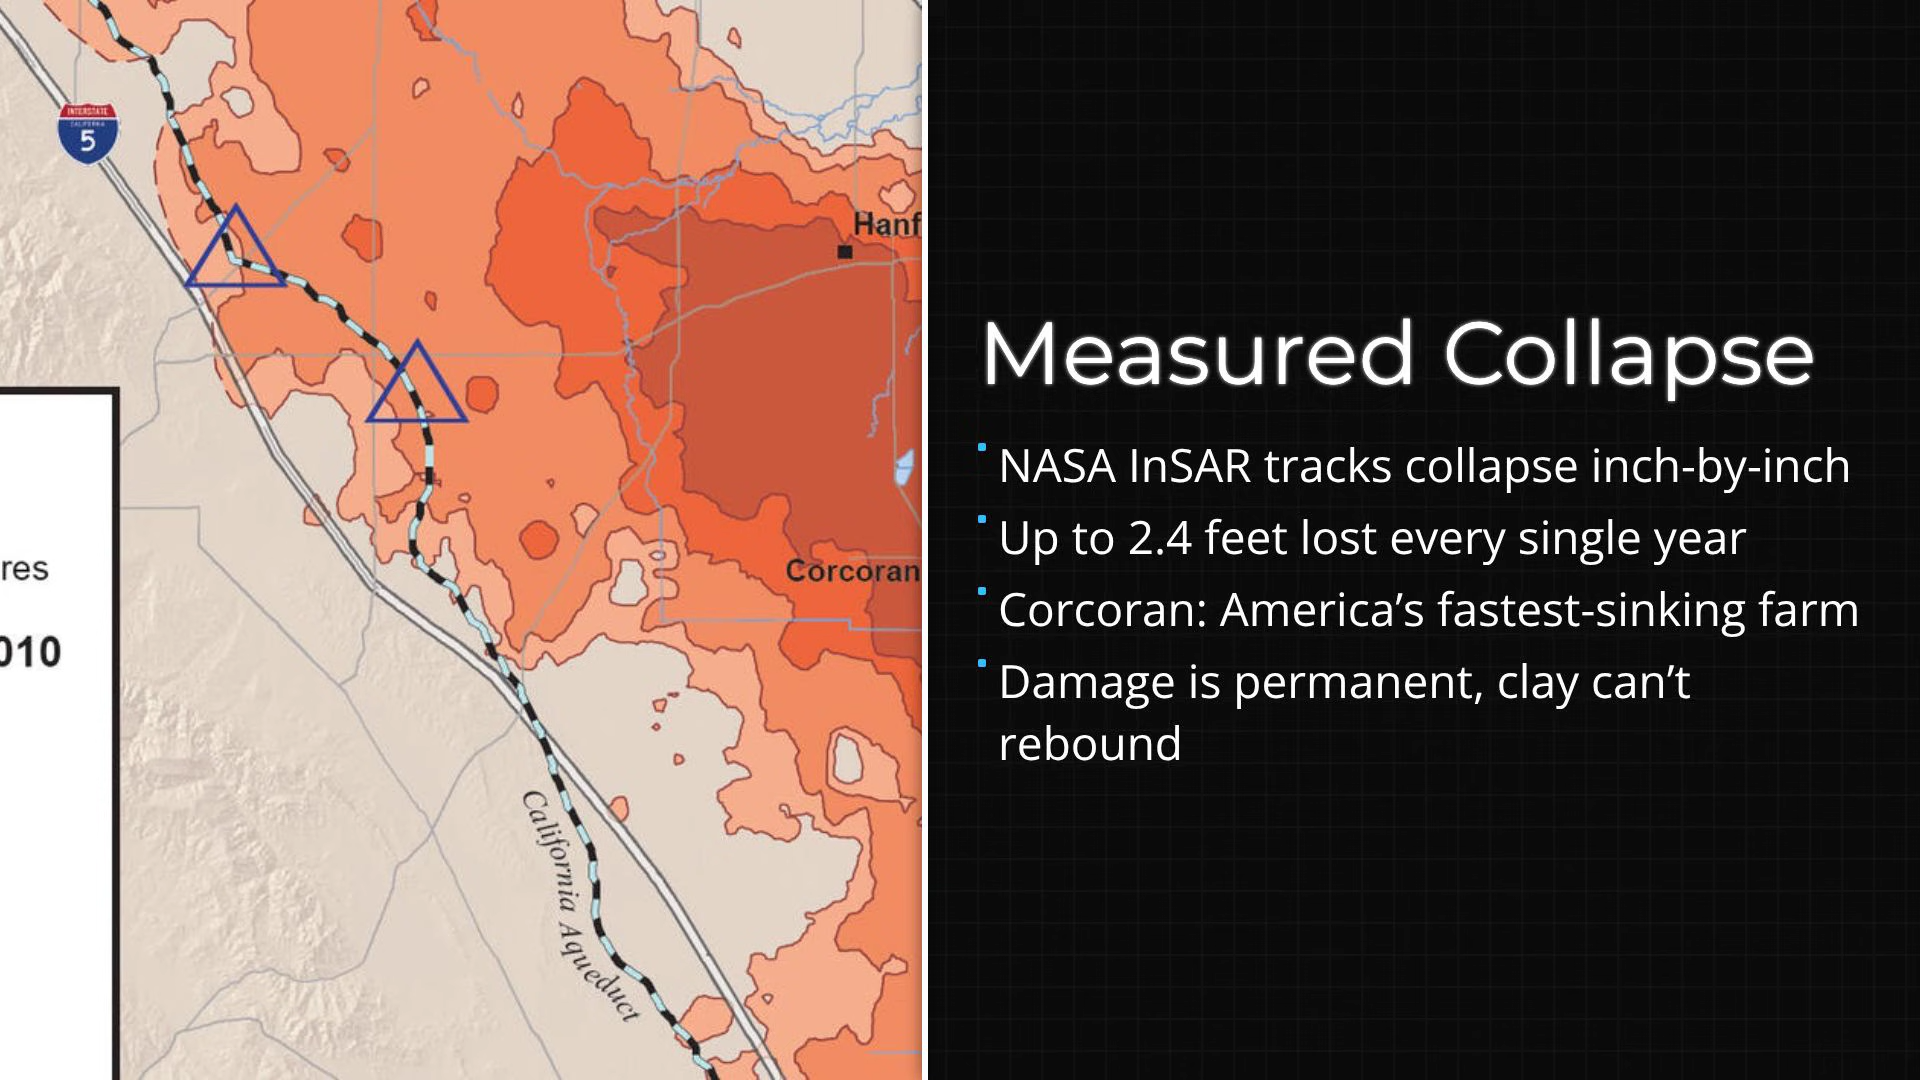 INTERSTATE
CALIFORNIA
5
Hanf
Corcoran
res
010
California Aqueduct
Measured Collapse
NASA InSAR tracks collapse inch-by-inch
Up to 2.4 feet lost every single year
Corcoran: America’s fastest-sinking farm
Damage is permanent, clay can’t
rebound